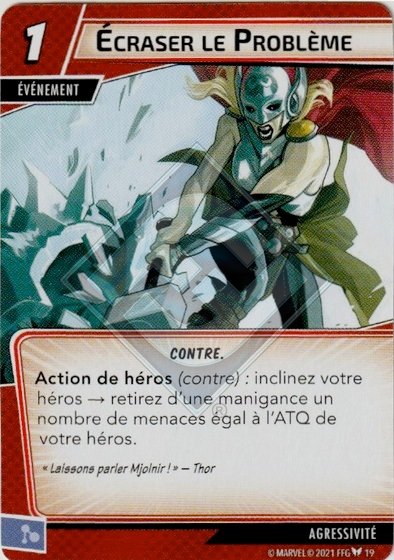 1
ÉCRASER LE PROBLÈME
ÉVÉNEMENT
CONTRE.
Action de héros (contre) : inclinez votre
héros → retirez d'une manigance un
nombre de menaces égal à l'ATQ de
votre héros.
« Laissons parler Mjolnir ! » — Thor
®
AGRESSIVITÉ
© MARVEL © 2021 FFG 19